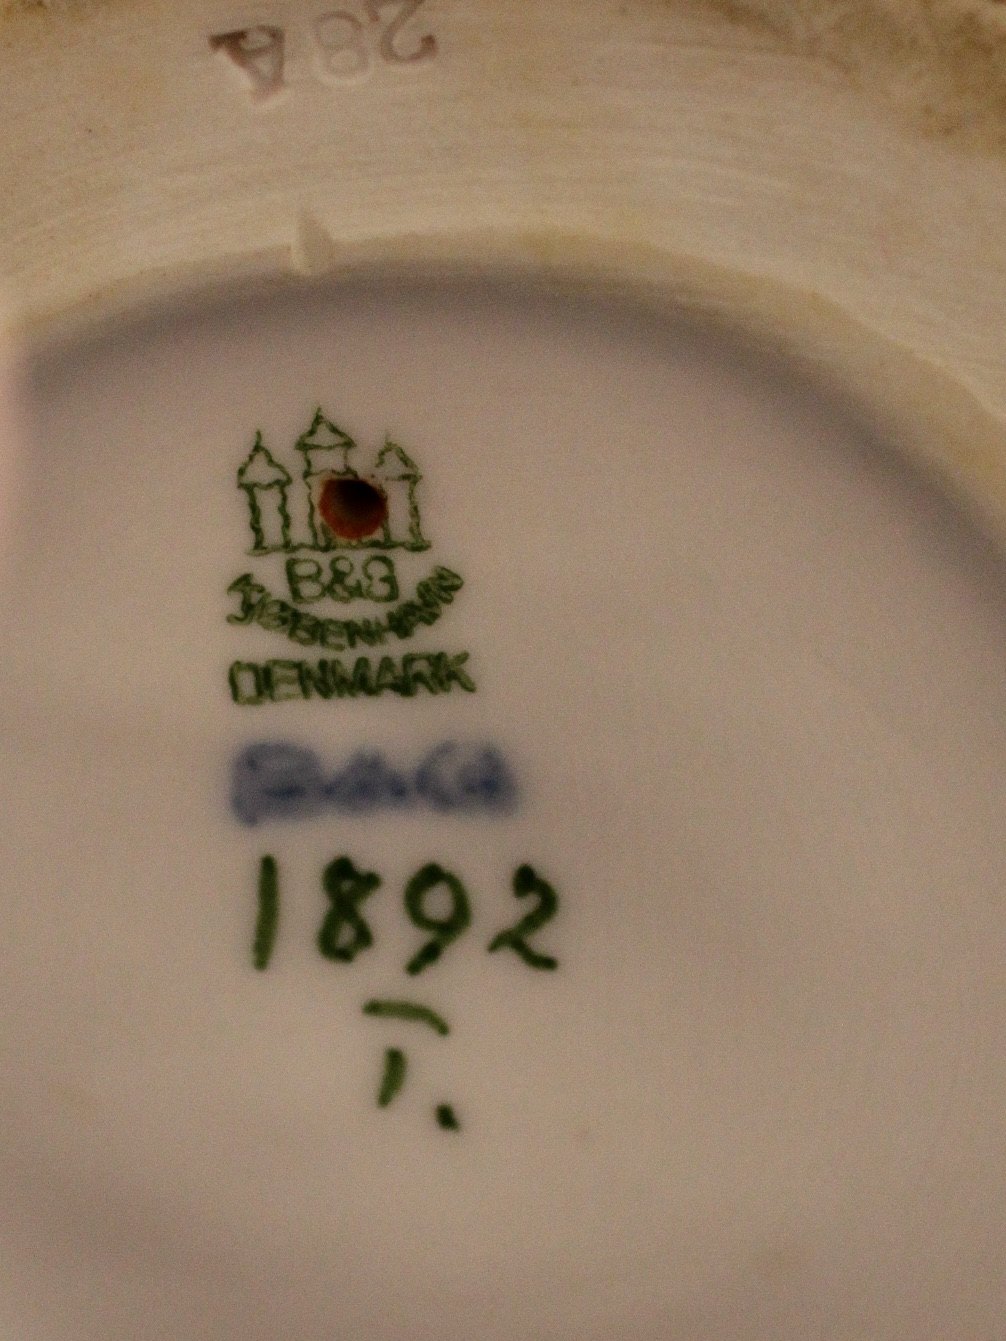 28A
B&G
KJØBENHAVN
DENMARK
1892
T.